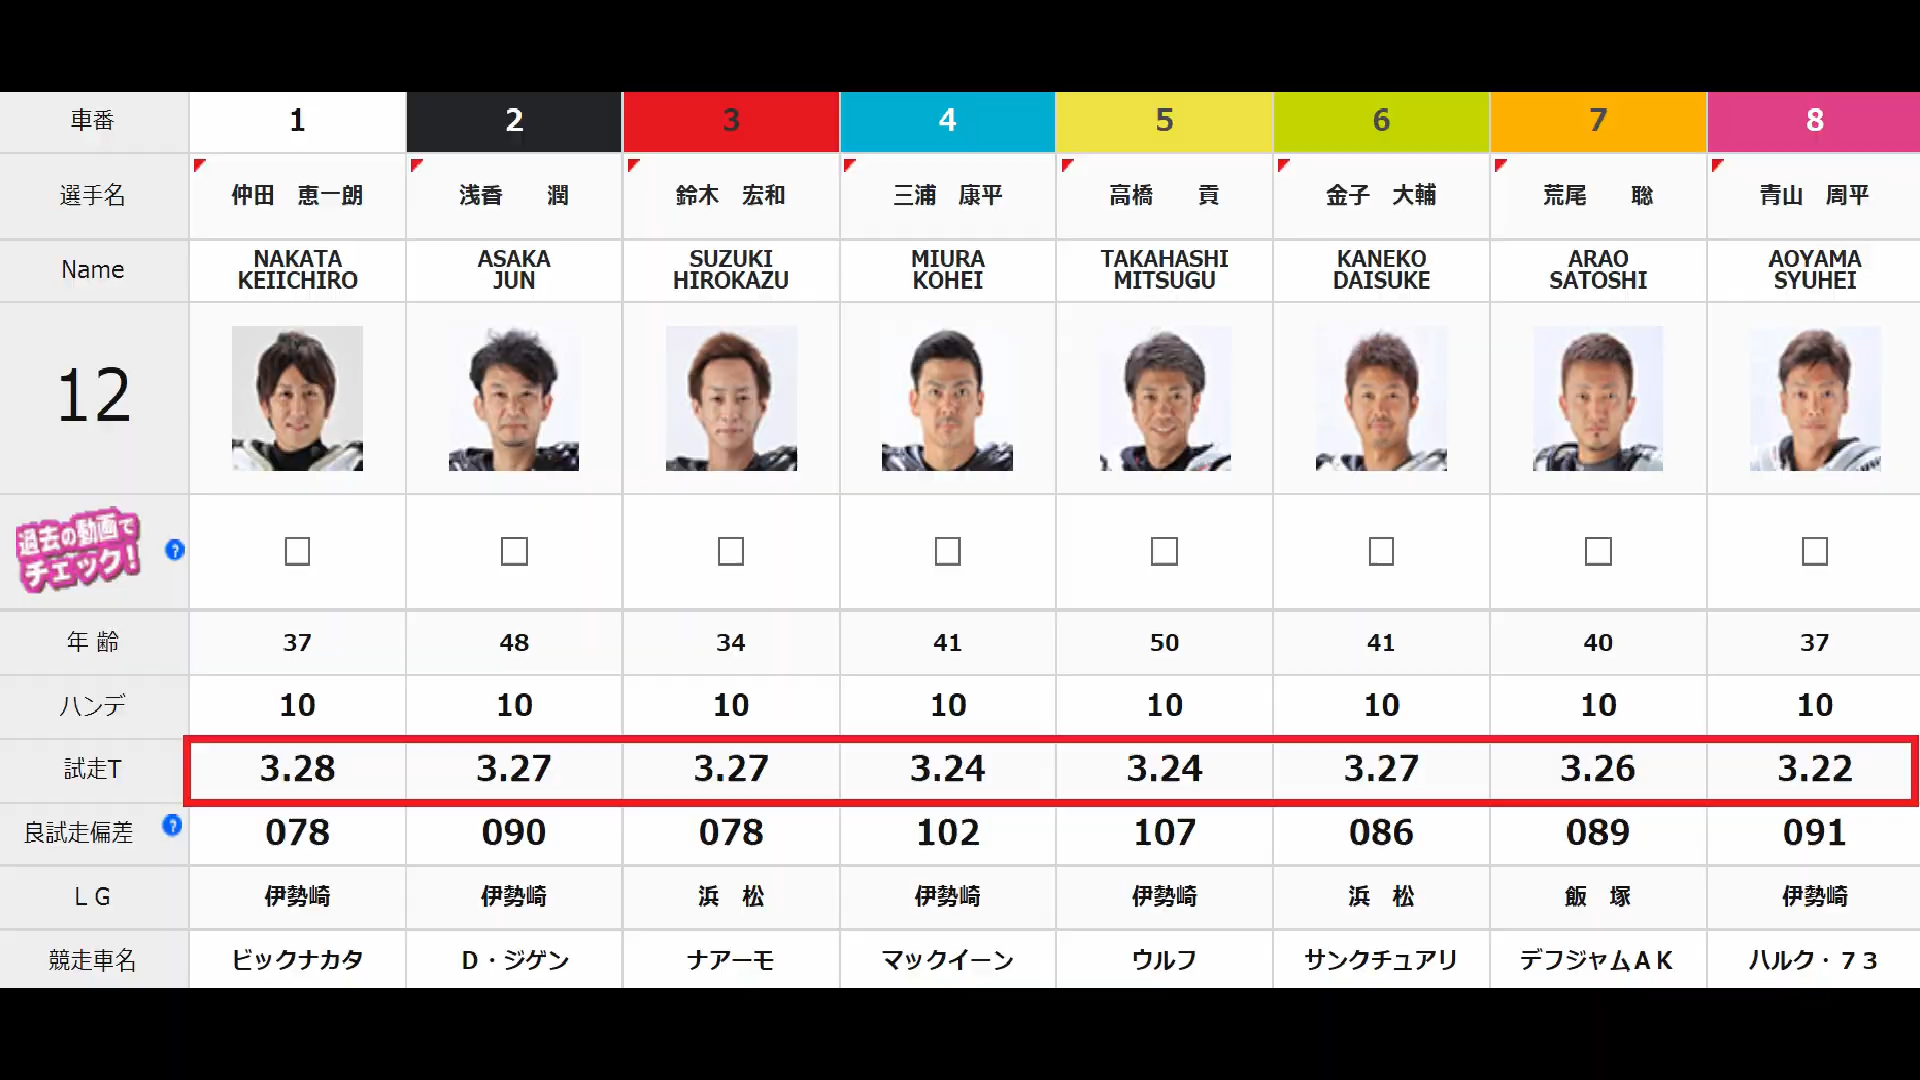 車番 1 2 3 4 5 6 7 8
選手名 仲田　恵一朗 浅香　　潤 鈴木　宏和 三浦　康平 高橋　　貢 金子　大輔 荒尾　　聡 青山　周平
Name NAKATA KEIICHIRO ASAKA JUN SUZUKI HIROKAZU MIURA KOHEI TAKAHASHI MITSUGU KANEKO DAISUKE ARAO SATOSHI AOYAMA SYUHEI
12
過去の動画で
チェック! ?
年 齢 37 48 34 41 50 41 40 37
ハンデ 10 10 10 10 10 10 10 10
試走T 3.28 3.27 3.27 3.24 3.24 3.27 3.26 3.22
良試走偏差 ? 078 090 078 102 107 086 089 091
ＬＧ 伊勢崎 伊勢崎 浜　松 伊勢崎 伊勢崎 浜　松 飯　塚 伊勢崎
競走車名 ビックナカタ Ｄ・ジゲン ナアーモ マックイーン ウルフ サンクチュアリ デフジャムＡＫ ハルク・７３